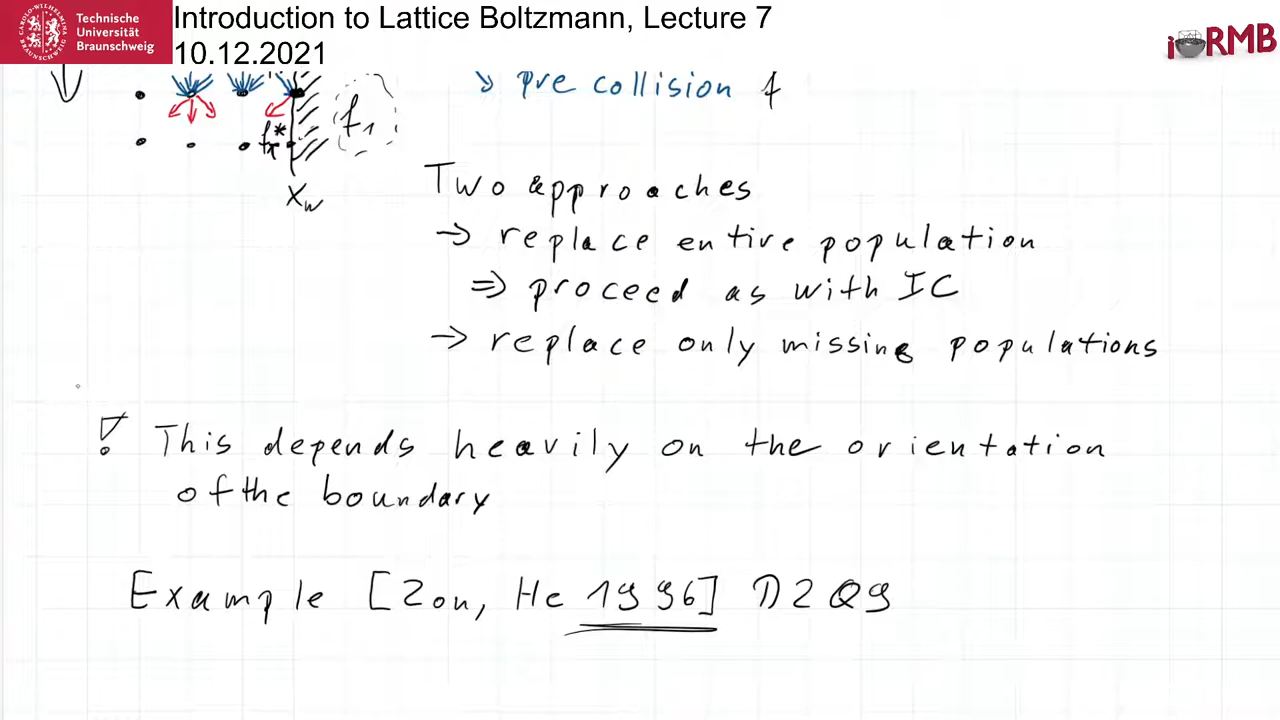 Introduction to Lattice Boltzmann, Lecture 7
10.12.2021
Technische
Universität
Braunschweig
iRMB
↳ pre collision f
f₁
f*
x_w
Two approaches
→ replace entire population
⇒ proceed as with IC
→ replace only missing populations
! This depends heavily on the orientation
of the boundary
Example [Zou, He 1996] D2Q9